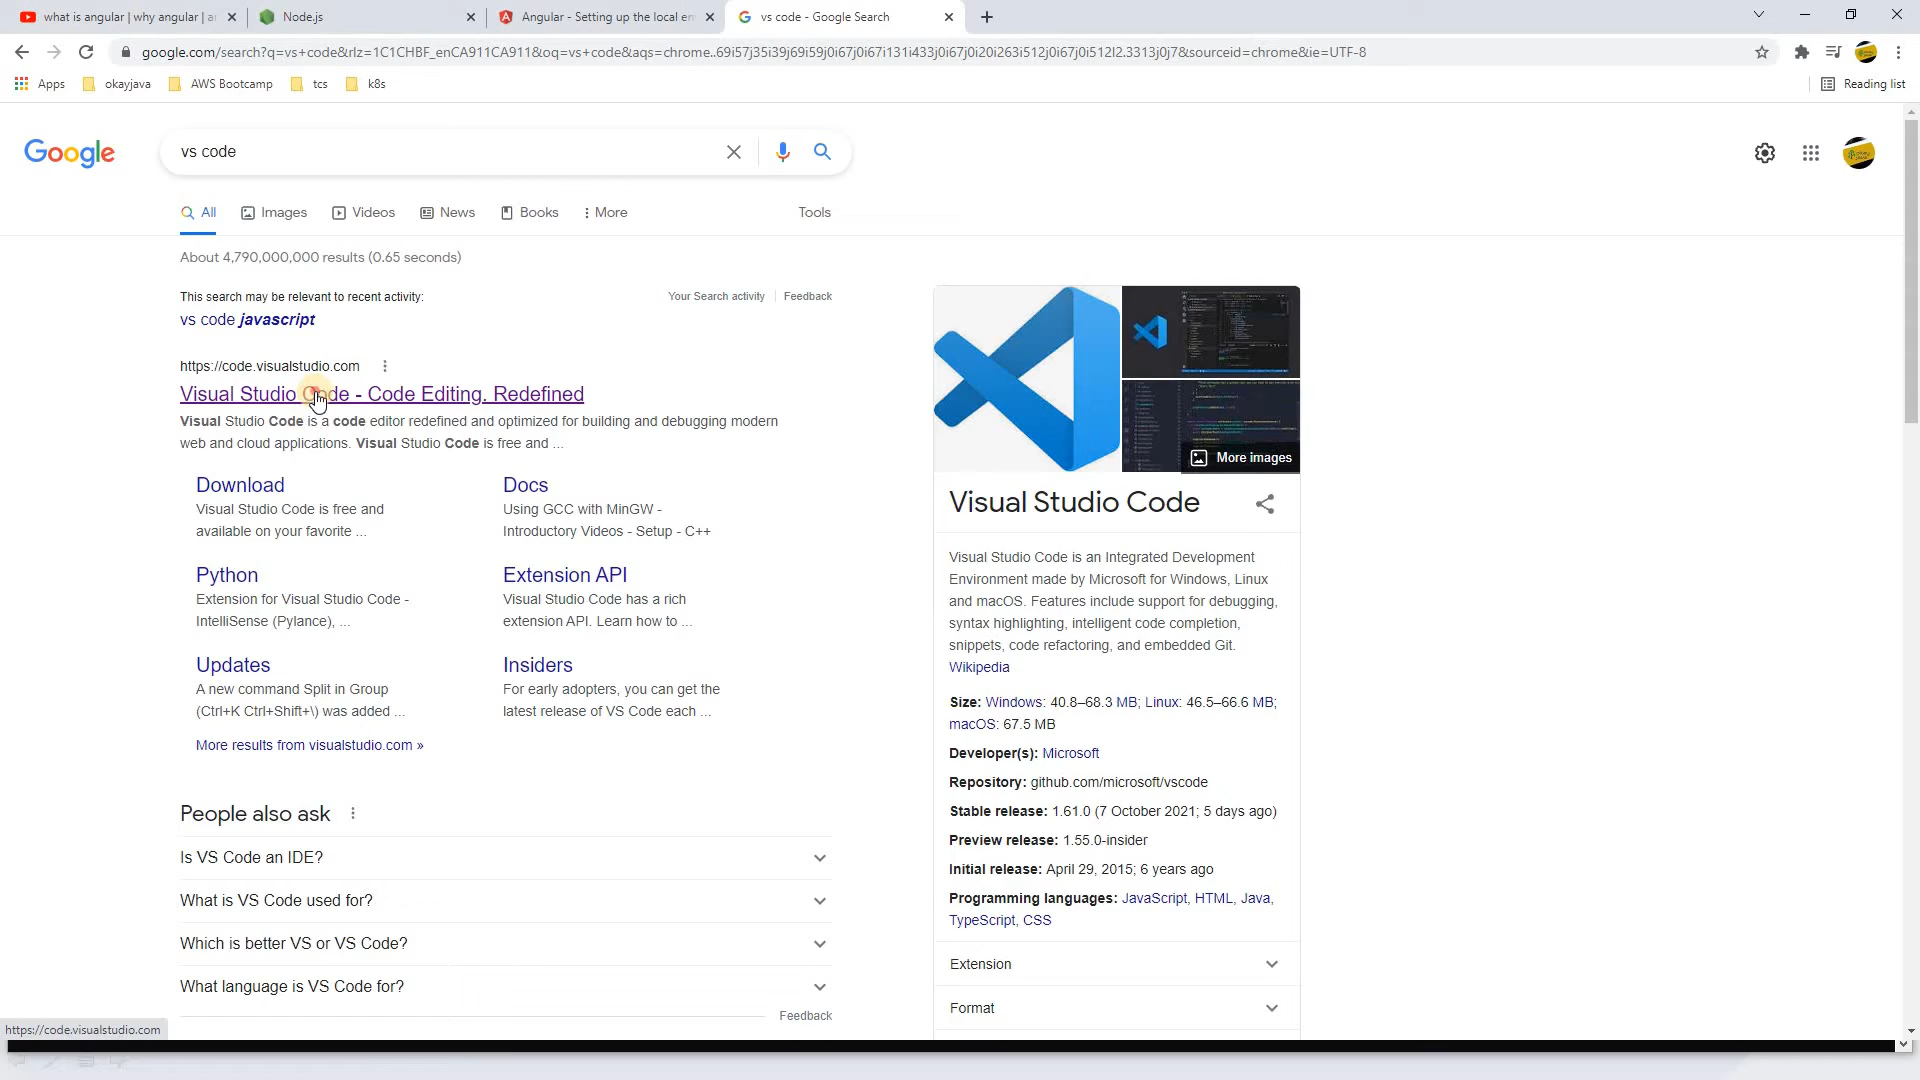 what is angular | why angular | a
Node.js
Angular - Setting up the local en
vs code - Google Search
google.com/search?q=vs+code&rlz=1C1CHBF_enCA911CA911&oq=vs+code&aqs=chrome..69i57j35i39j69i59j0i67j0i67i131i433j0i67j0i20i263i512j0i67j0i512l2.3313j0j7&sourceid=chrome&ie=UTF-8
Apps
okayjava
AWS Bootcamp
tcs
k8s
Reading list
Google
vs code
All
Images
Videos
News
Books
More
Tools
About 4,790,000,000 results (0.65 seconds)
This search may be relevant to recent activity:
Your Search activity
Feedback
vs code javascript
https://code.visualstudio.com
Visual Studio Code - Code Editing. Redefined
Visual Studio Code is a code editor redefined and optimized for building and debugging modern
web and cloud applications. Visual Studio Code is free and ...
Download
Visual Studio Code is free and
available on your favorite ...
Docs
Using GCC with MinGW -
Introductory Videos - Setup - C++
Python
Extension for Visual Studio Code -
IntelliSense (Pylance), ...
Extension API
Visual Studio Code has a rich
extension API. Learn how to ...
Updates
A new command Split in Group
(Ctrl+K Ctrl+Shift+\) was added ...
Insiders
For early adopters, you can get the
latest release of VS Code each ...
More results from visualstudio.com »
People also ask
Is VS Code an IDE?
What is VS Code used for?
Which is better VS or VS Code?
What language is VS Code for?
Feedback
More images
Visual Studio Code
Visual Studio Code is an Integrated Development
Environment made by Microsoft for Windows, Linux
and macOS. Features include support for debugging,
syntax highlighting, intelligent code completion,
snippets, code refactoring, and embedded Git.
Wikipedia
Size: Windows: 40.8–68.3 MB; Linux: 46.5–66.6 MB;
macOS: 67.5 MB
Developer(s): Microsoft
Repository: github.com/microsoft/vscode
Stable release: 1.61.0 (7 October 2021; 5 days ago)
Preview release: 1.55.0-insider
Initial release: April 29, 2015; 6 years ago
Programming languages: JavaScript, HTML, Java,
TypeScript, CSS
Extension
Format
https://code.visualstudio.com